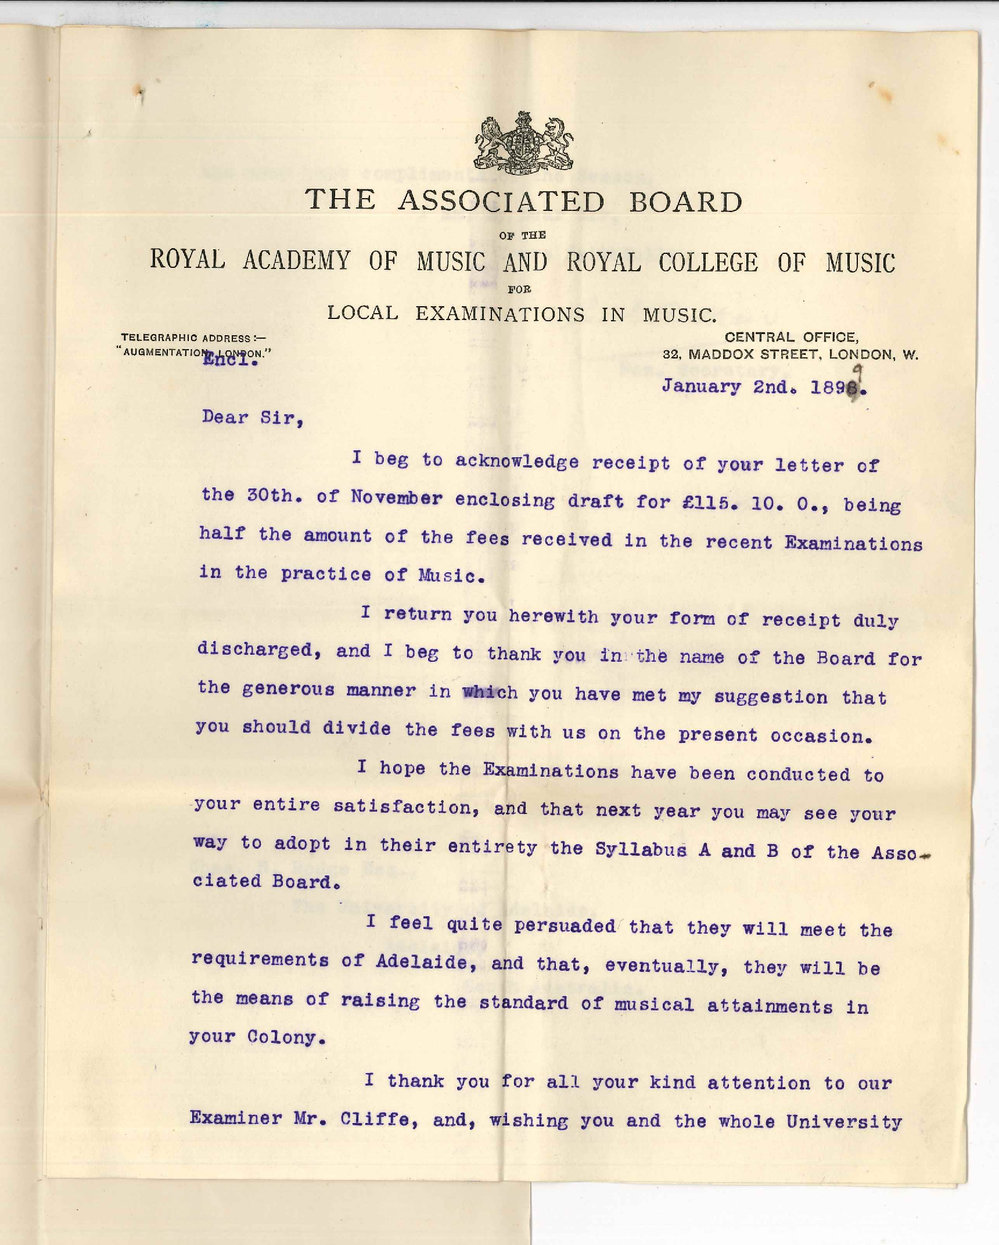 THE ASSOCIATED BOARD
OF THE
ROYAL ACADEMY OF MUSIC AND ROYAL COLLEGE OF MUSIC
FOR
LOCAL EXAMINATIONS IN MUSIC.
TELEGRAPHIC ADDRESS:—
"AUGMENTATION, LONDON."
CENTRAL OFFICE,
32, MADDOX STREET, LONDON, W.
Encl.
January 2nd. 1899.
Dear Sir,
I beg to acknowledge receipt of your letter of
the 30th. of November enclosing draft for £115. 10. 0., being
half the amount of the fees received in the recent Examinations
in the practice of Music.
I return you herewith your form of receipt duly
discharged, and I beg to thank you in the name of the Board for
the generous manner in which you have met my suggestion that
you should divide the fees with us on the present occasion.
I hope the Examinations have been conducted to
your entire satisfaction, and that next year you may see your
way to adopt in their entirety the Syllabus A and B of the Asso-
ciated Board.
I feel quite persuaded that they will meet the
requirements of Adelaide, and that, eventually, they will be
the means of raising the standard of musical attainments in
your Colony.
I thank you for all your kind attention to our
Examiner Mr. Cliffe, and, wishing you and the whole University